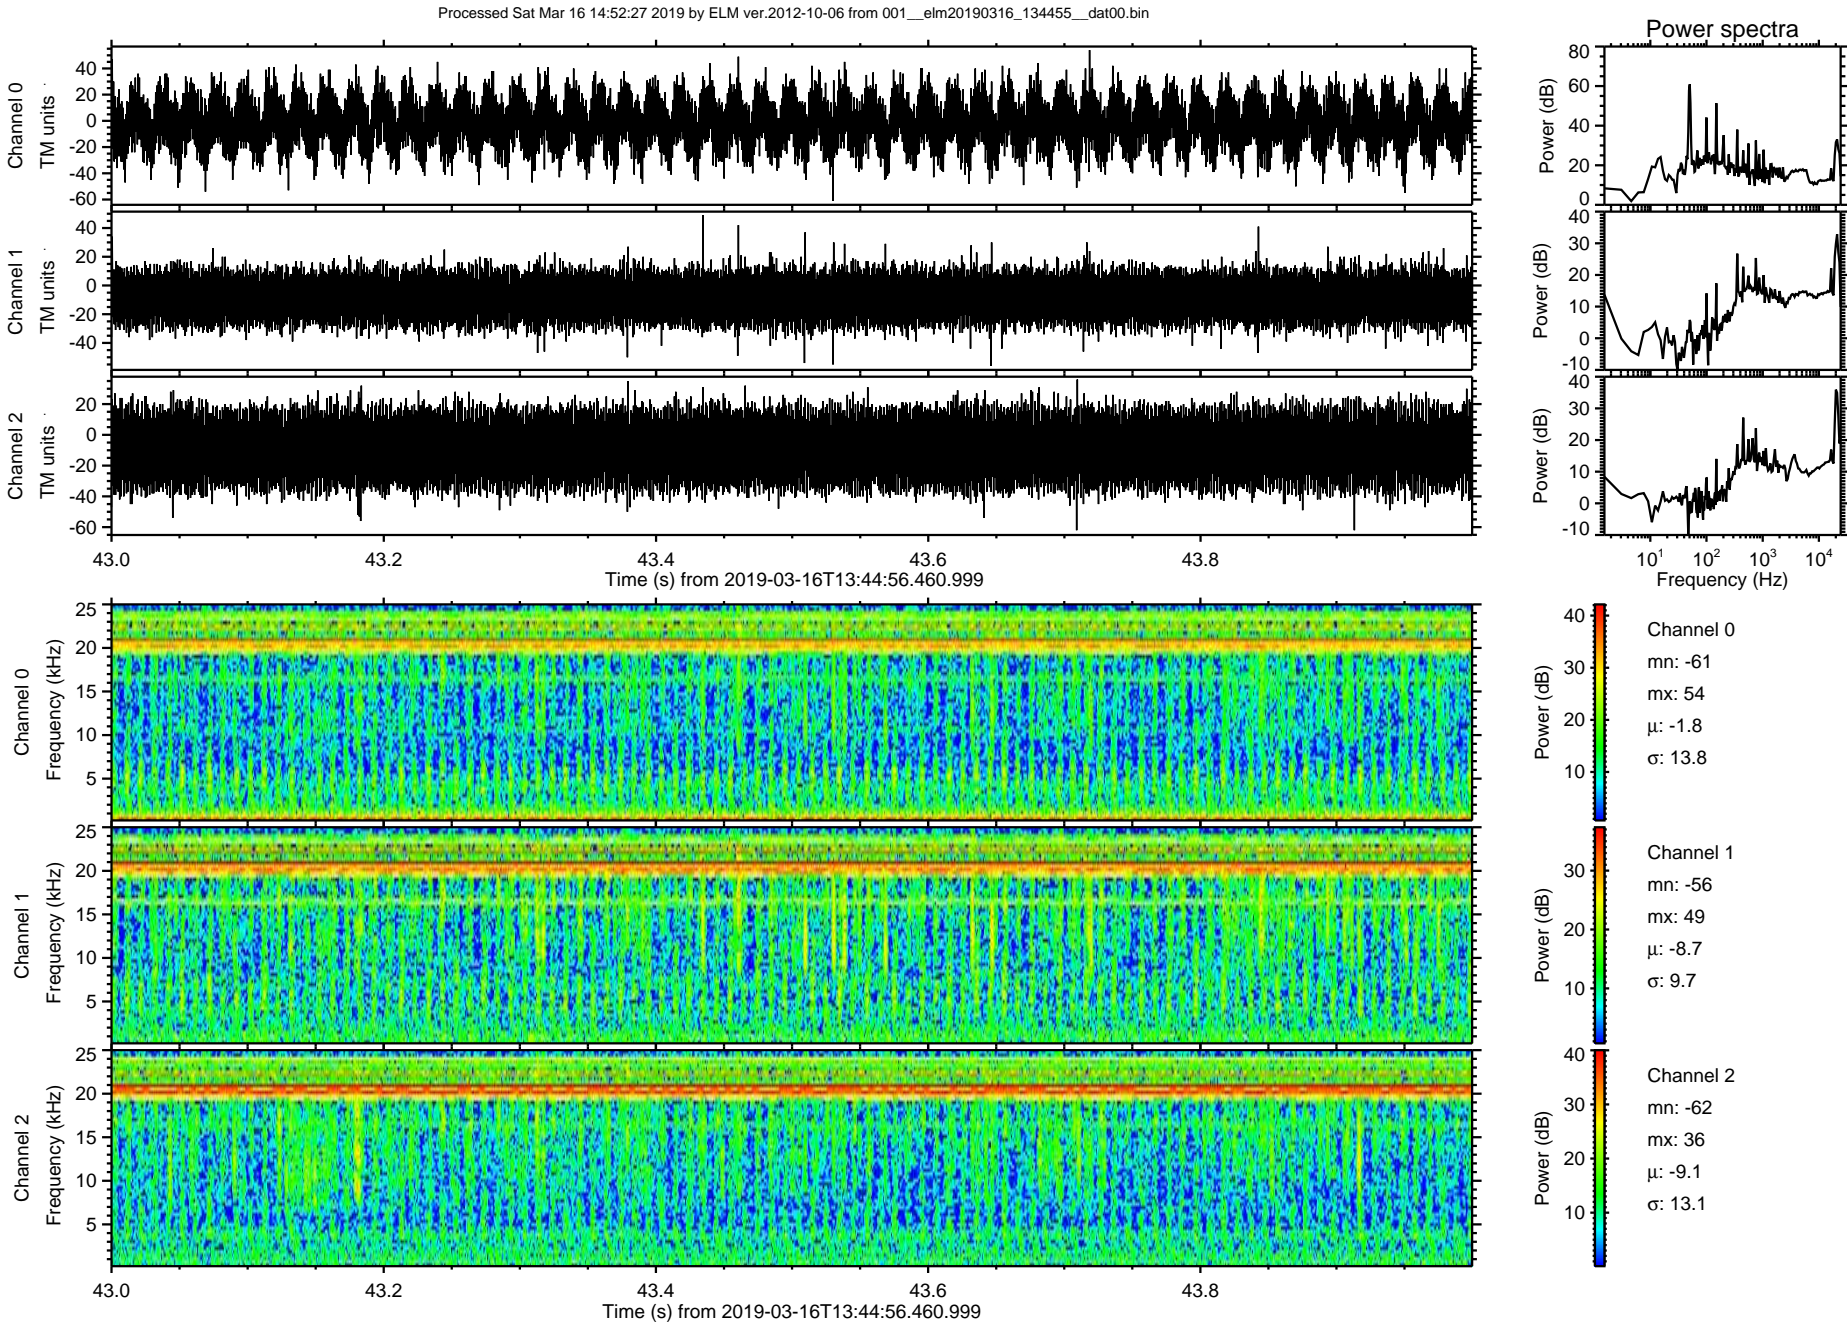 Processed Sat Mar 16 14:52:27 2019 by ELM ver.2012-10-06 from 001__elm20190316_134455__dat00.bin
Power spectra
Channel 0
TM units
40
20
0
-20
-40
-60
Power (dB)
80
60
40
20
0
Channel 1
TM units
40
20
0
-20
-40
Power (dB)
40
30
20
10
0
-10
Channel 2
TM units
20
0
-20
-40
-60
Power (dB)
40
30
20
10
0
-10
43.0 43.2 43.4 43.6 43.8
Time (s) from 2019-03-16T13:44:56.460.999
10^1 10^2 10^3 10^4
Frequency (Hz)
Channel 0
Frequency (kHz)
25
20
15
10
5
Power (dB)
40
30
20
10
Channel 0
mn: -61
mx: 54
μ: -1.8
σ: 13.8
Channel 1
Frequency (kHz)
25
20
15
10
5
Power (dB)
30
20
10
Channel 1
mn: -56
mx: 49
μ: -8.7
σ: 9.7
Channel 2
Frequency (kHz)
25
20
15
10
5
Power (dB)
40
30
20
10
Channel 2
mn: -62
mx: 36
μ: -9.1
σ: 13.1
43.0 43.2 43.4 43.6 43.8
Time (s) from 2019-03-16T13:44:56.460.999